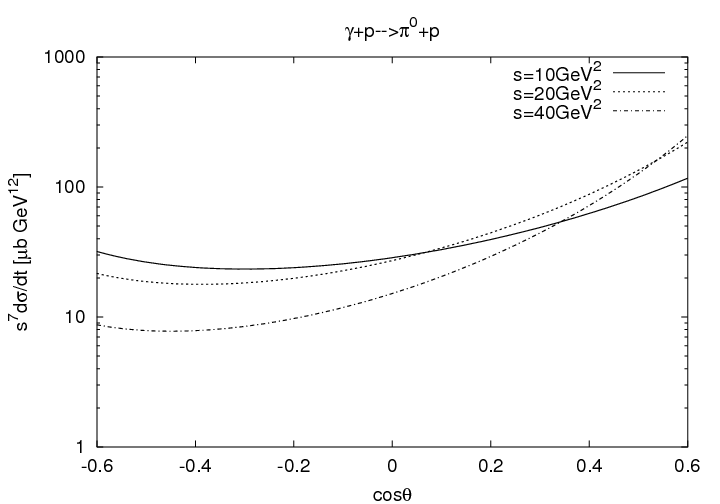 γ+p-->π⁰+p
s=10GeV²
s=20GeV²
s=40GeV²
s⁷dσ/dt [μb GeV¹²]
1000
100
10
1
-0.6 -0.4 -0.2 0 0.2 0.4 0.6
cosθ